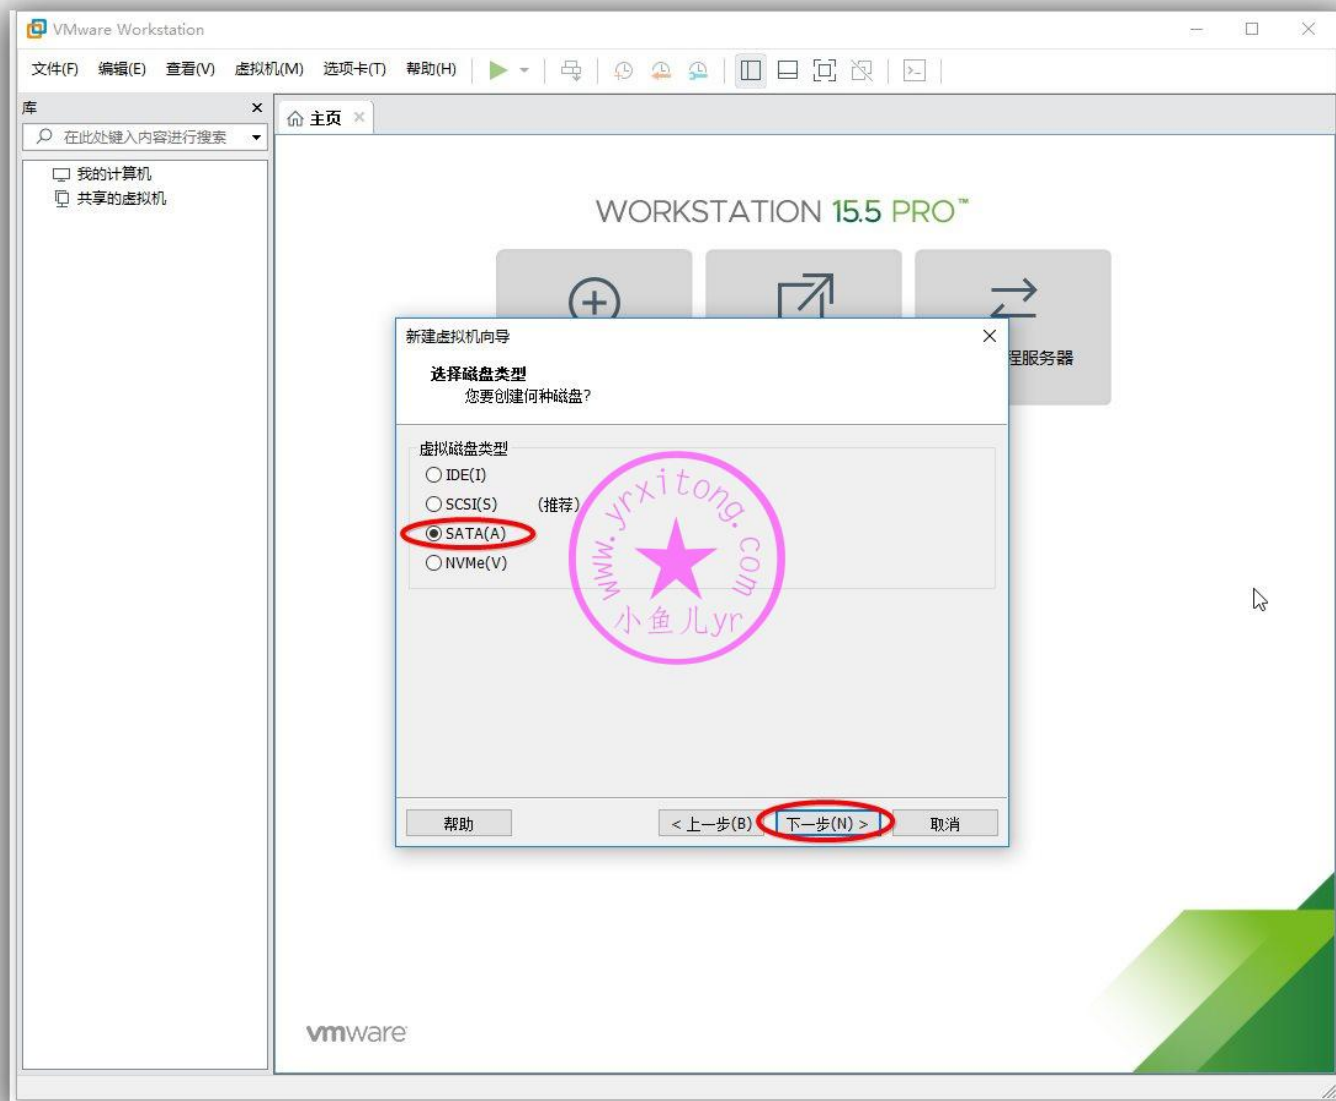 VMware Workstation
文件(F) 编辑(E) 查看(V) 虚拟机(M) 选项卡(T) 帮助(H)
库
主页
在此处键入内容进行搜索
我的计算机
共享的虚拟机
WORKSTATION 15.5 PRO™
程服务器
新建虚拟机向导
选择磁盘类型
您要创建何种磁盘?
虚拟磁盘类型
IDE(I)
SCSI(S) (推荐)
SATA(A)
NVMe(V)
www.yrxitong.com
小鱼儿yr
帮助 < 上一步(B) 下一步(N) > 取消
vmware